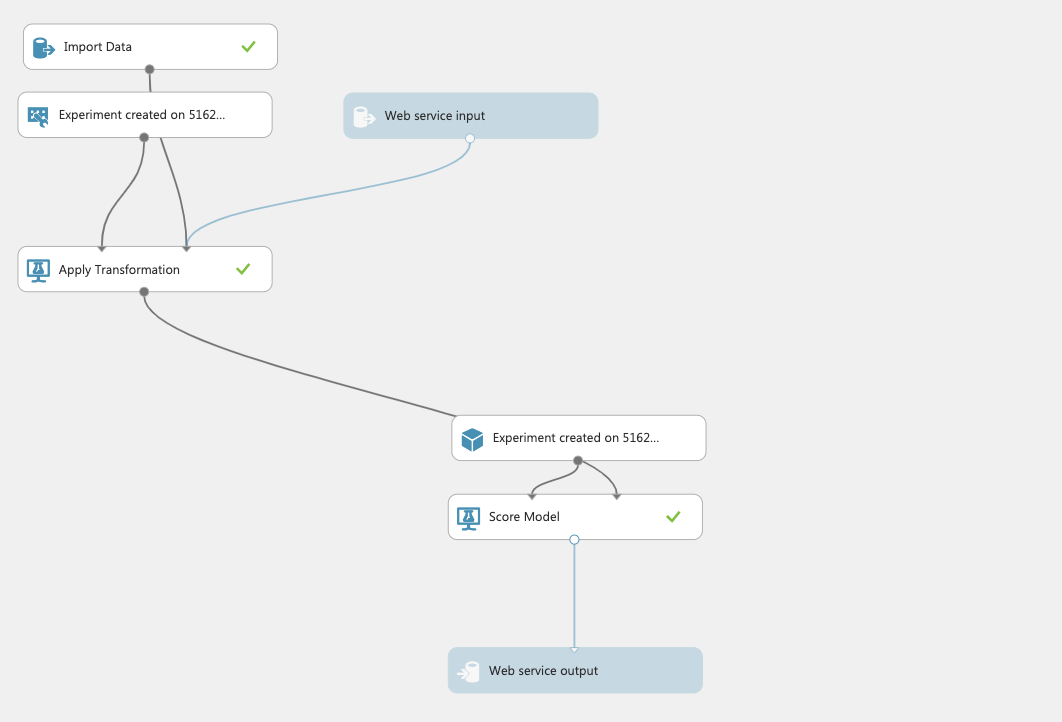 Import Data
Experiment created on 5162...
Web service input
Apply Transformation
Experiment created on 5162...
Score Model
Web service output